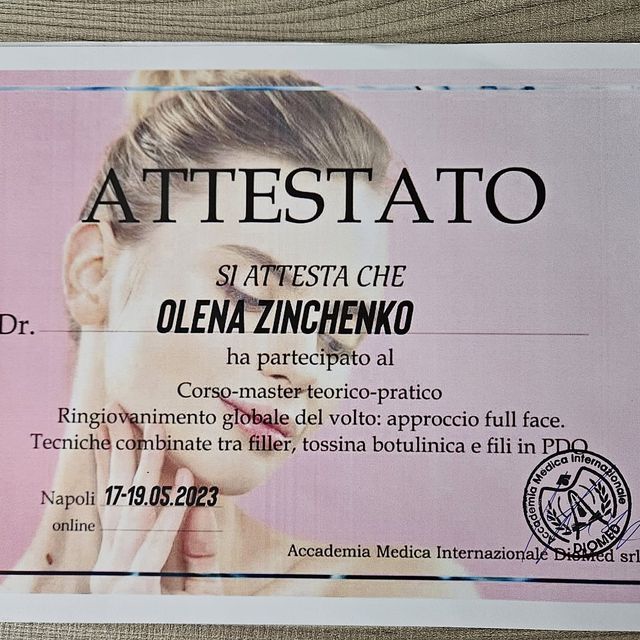 ATTESTATO
SI ATTESTA CHE
Dr. OLENA ZINCHENKO
ha partecipato al
Corso-master teorico-pratico
Ringiovanimento globale del volto: approccio full face.
Tecniche combinate tra filler, tossina botulinica e fili in PDO
Napoli 17-19.05.2023
online
Accademia Medica Internazionale
DIOMED
Accademia Medica Internazionale DioMed srl